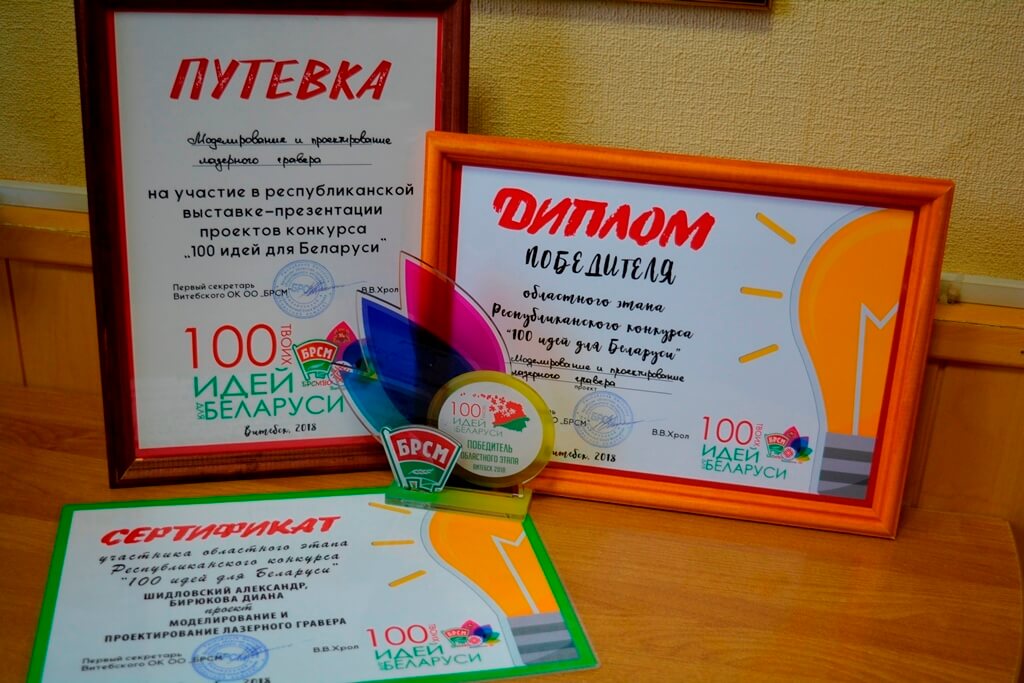 ПУТЕВКА
Моделирование и проектирование
лазерного гравера
на участие в республиканской
выставке-презентации
проектов конкурса
„100 идей для Беларуси"
Первый секретарь
Витебского ОК ОО „БРСМ"
В.В.Хрол
100 ТВОИХ
ИДЕЙ
ДЛЯ БЕЛАРУСИ
БРСМ
Витебск, 2018
ДИПЛОМ
ПОБЕДИТЕЛЯ
областного этапа
Республиканского конкурса
"100 идей для Беларуси"
Моделирование и проектирование
лазерного гравера
проект
В.В.Хрол
2018
100 ТВОИХ
ИДЕЙ
ДЛЯ БЕЛАРУСИ
БРСМ
100 ТВОИХ
ИДЕЙ
ДЛЯ БЕЛАРУСИ
ПОБЕДИТЕЛЬ
ОБЛАСТНОГО ЭТАПА
ВИТЕБСК 2018
БРСМ
СЕРТИФИКАТ
участника областного этапа
Республиканского конкурса
"100 идей для Беларуси"
ШИДЛОВСКИЙ АЛЕКСАНДР,
БИРЮКОВА ДИАНА
проект
МОДЕЛИРОВАНИЕ И
ПРОЕКТИРОВАНИЕ ЛАЗЕРНОГО ГРАВЕРА
Первый секретарь
Витебского ОК ОО „БРСМ"
В.В.Хрол
2018
100 ТВОИХ
ИДЕЙ
ДЛЯ БЕЛАРУСИ
БРСМ